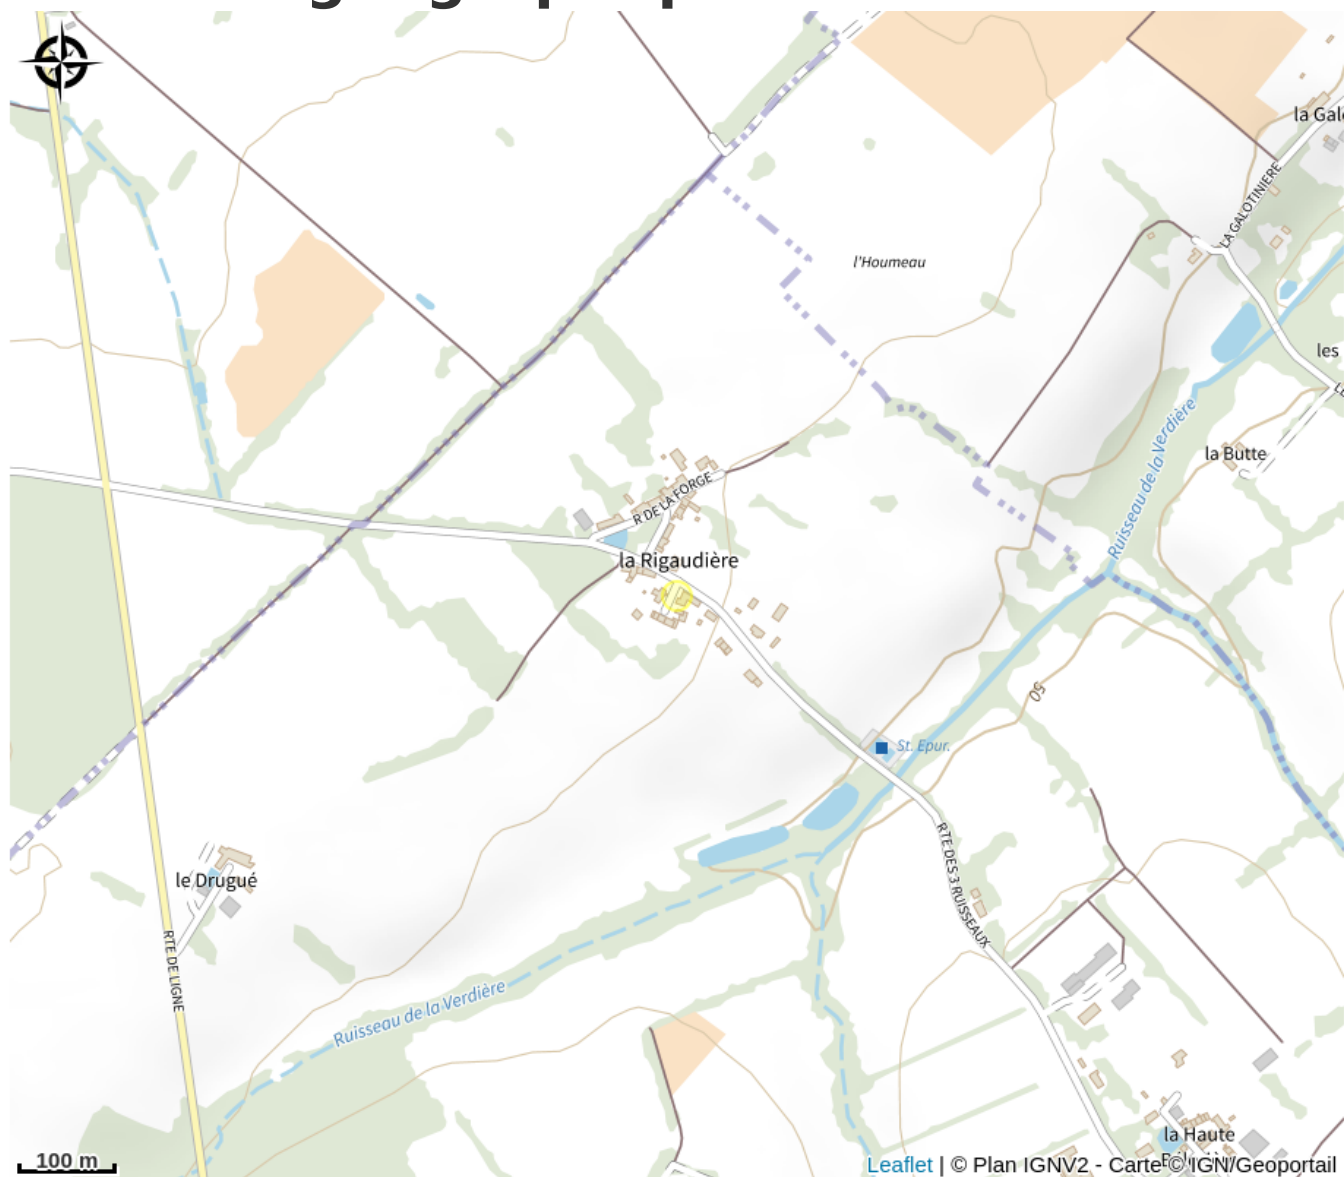 la Gal
LA GALOTINIERE
l'Houmeau
les
la Butte
Ruisseau de la Verdière
R DE LA FORGE
la Rigaudière
50
St. Epur.
RTE DES 3 RUISSEAUX
le Drugué
RTE DE LIGNE
Ruisseau de la Verdière
la Haute
100 m
Leaflet | © Plan IGNV2 - Carte © IGN/Geoportail